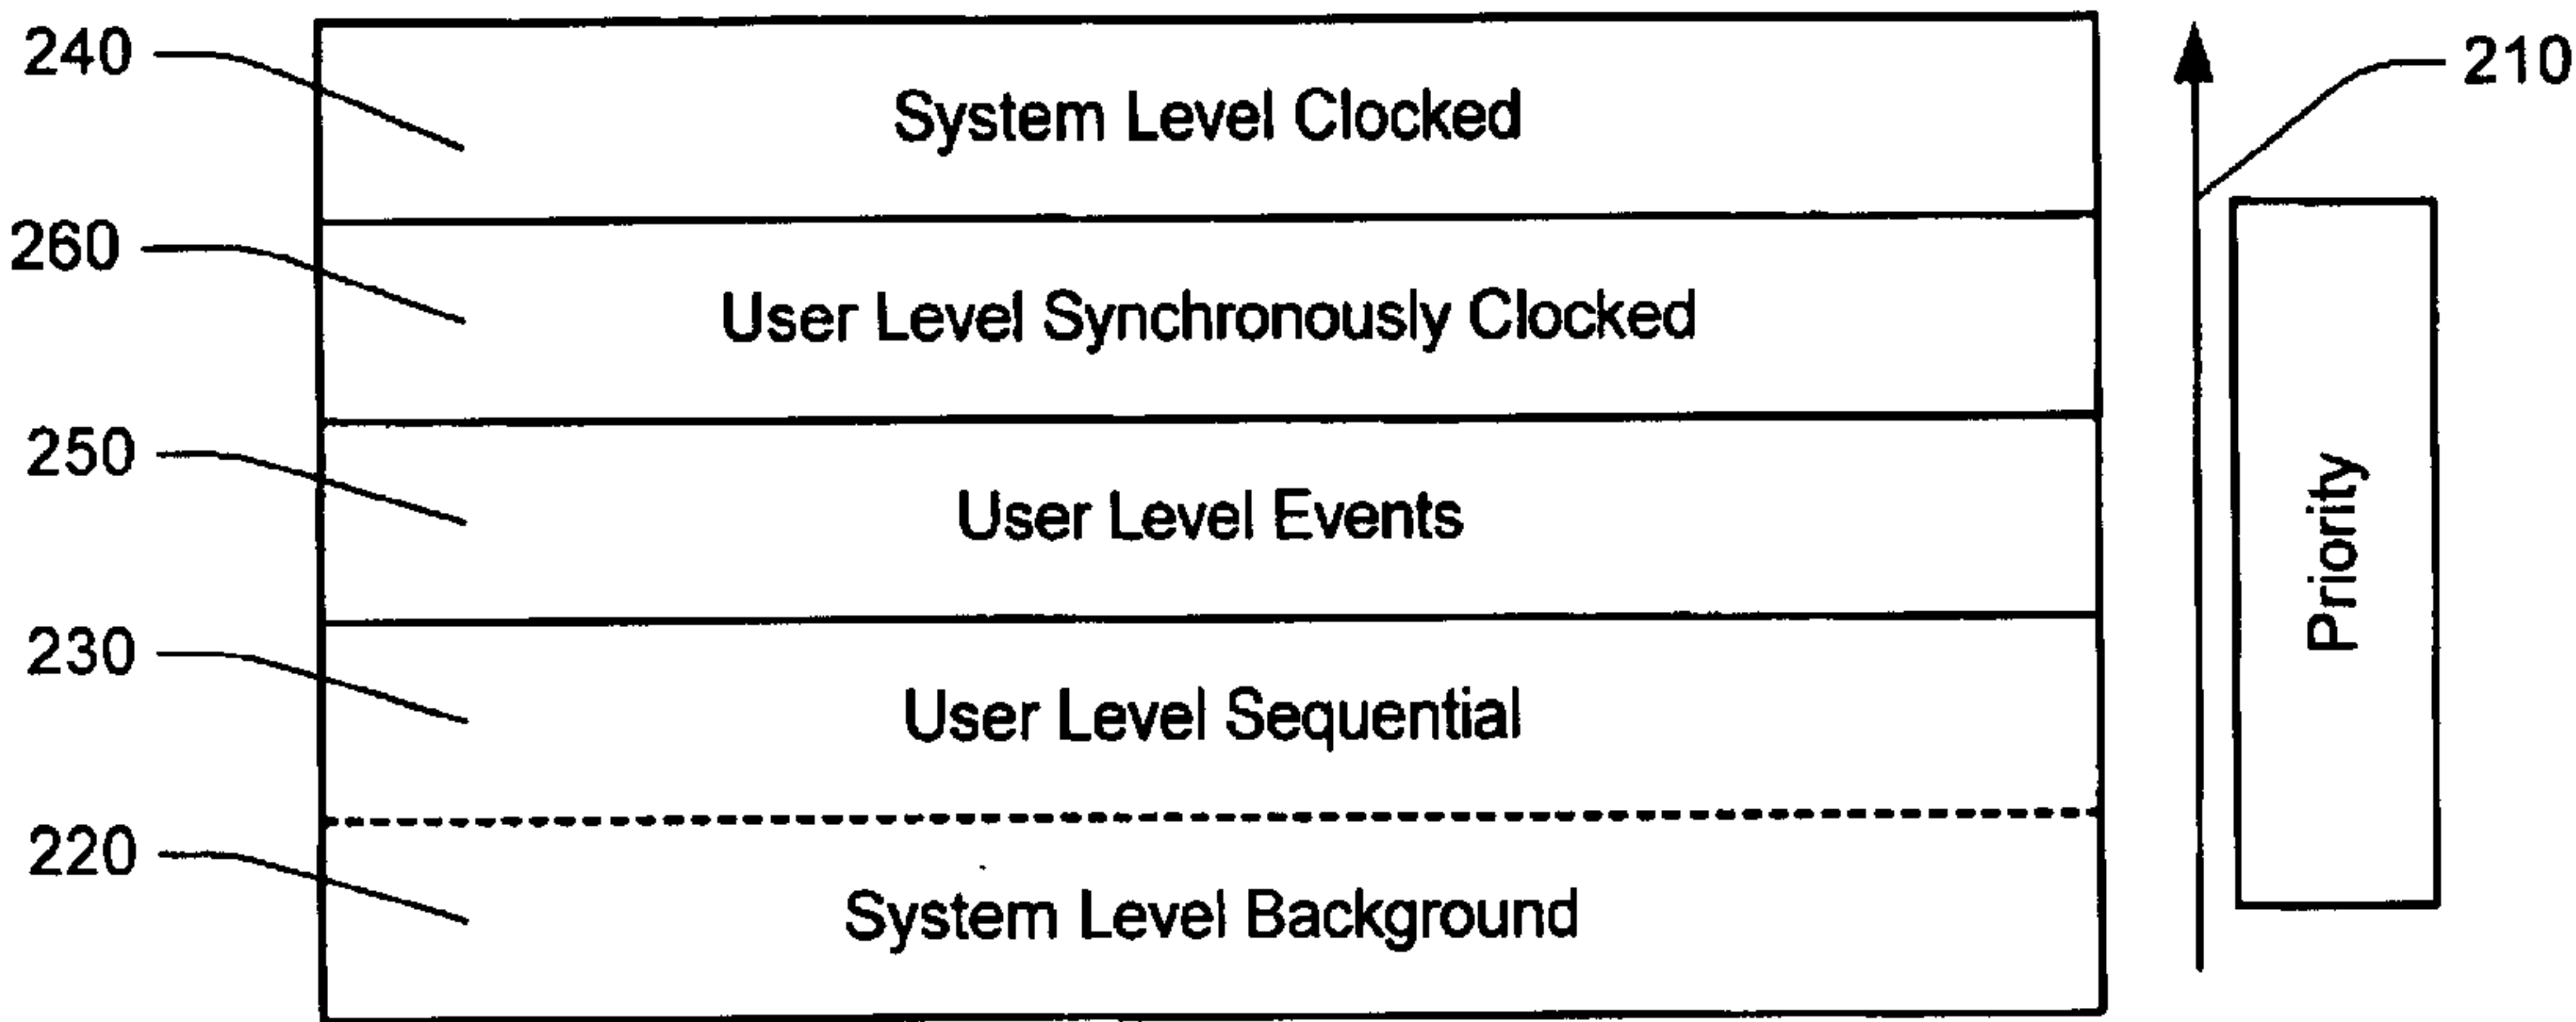 240
System Level Clocked
210
260
User Level Synchronously Clocked
250
User Level Events
Priority
230
User Level Sequential
220
System Level Background